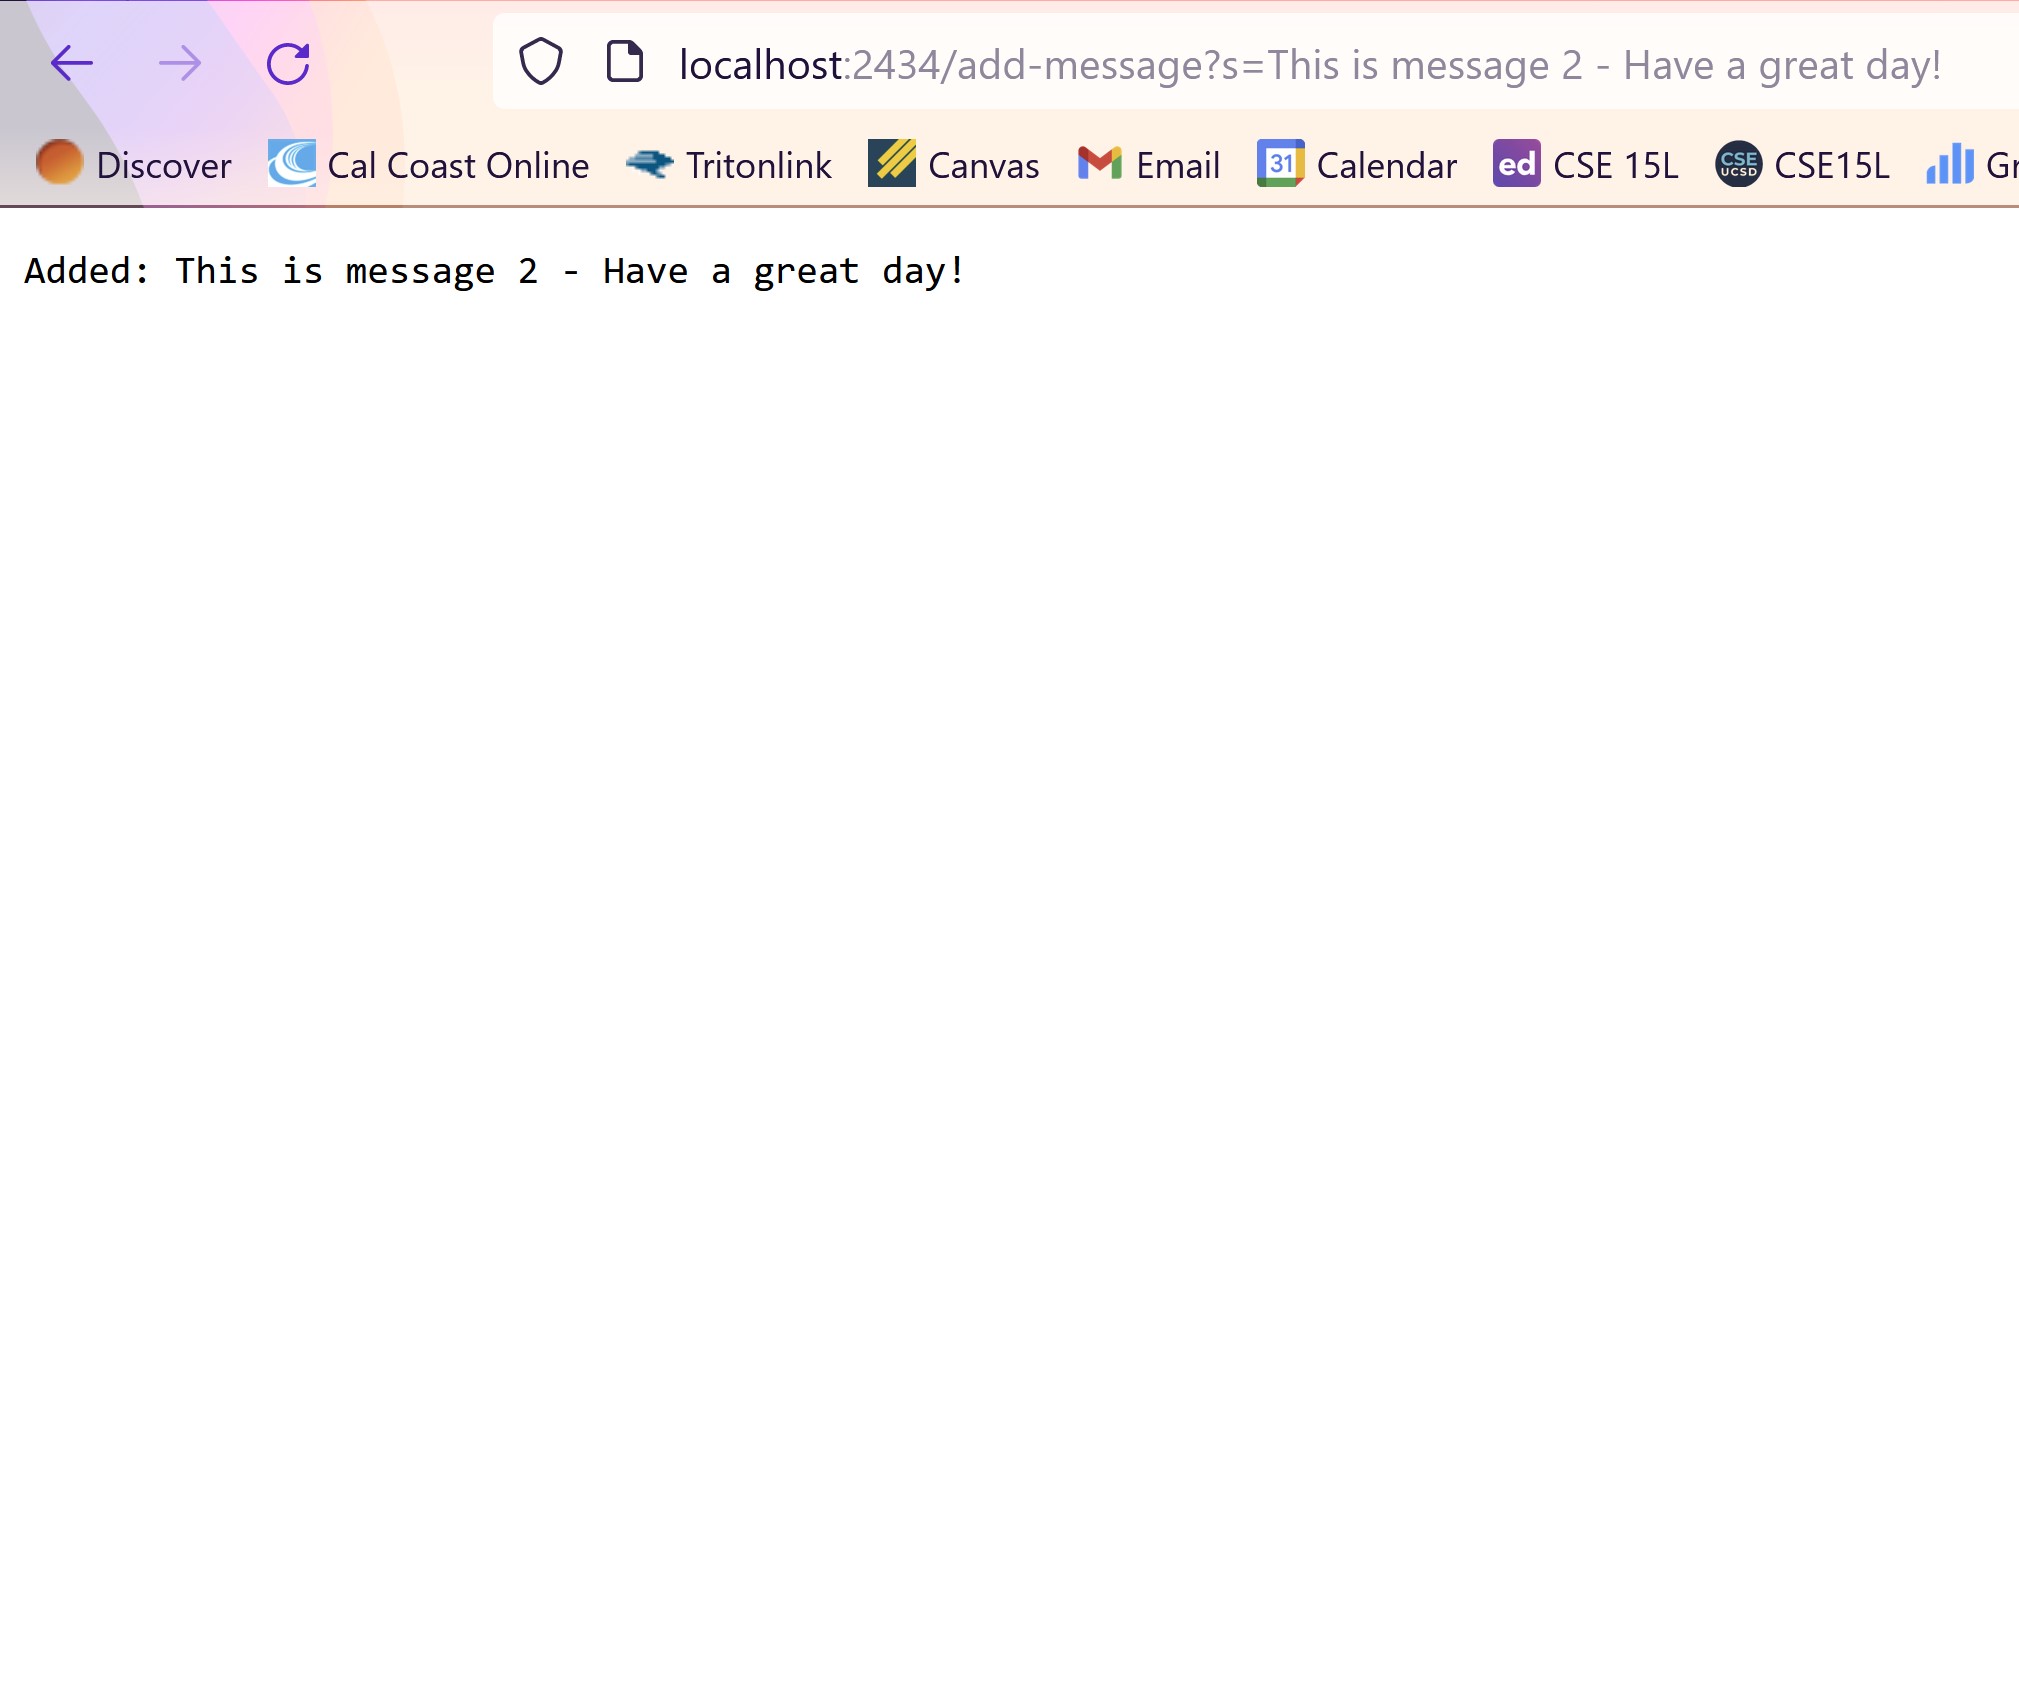 localhost:2434/add-message?s=This is message 2 - Have a great day!
Discover Cal Coast Online Tritonlink Canvas 31 Email Calendar ed CSE 15L CSE UCSD CSE15L Gr
Added: This is message 2 - Have a great day!